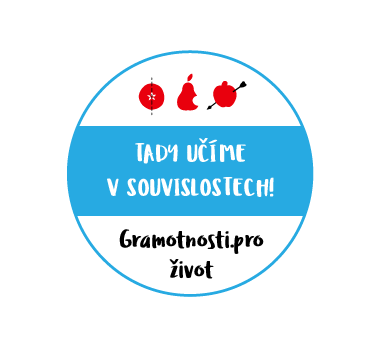 TADY UČÍME
V SOUVISLOSTECH!
Gramotnosti.pro
život